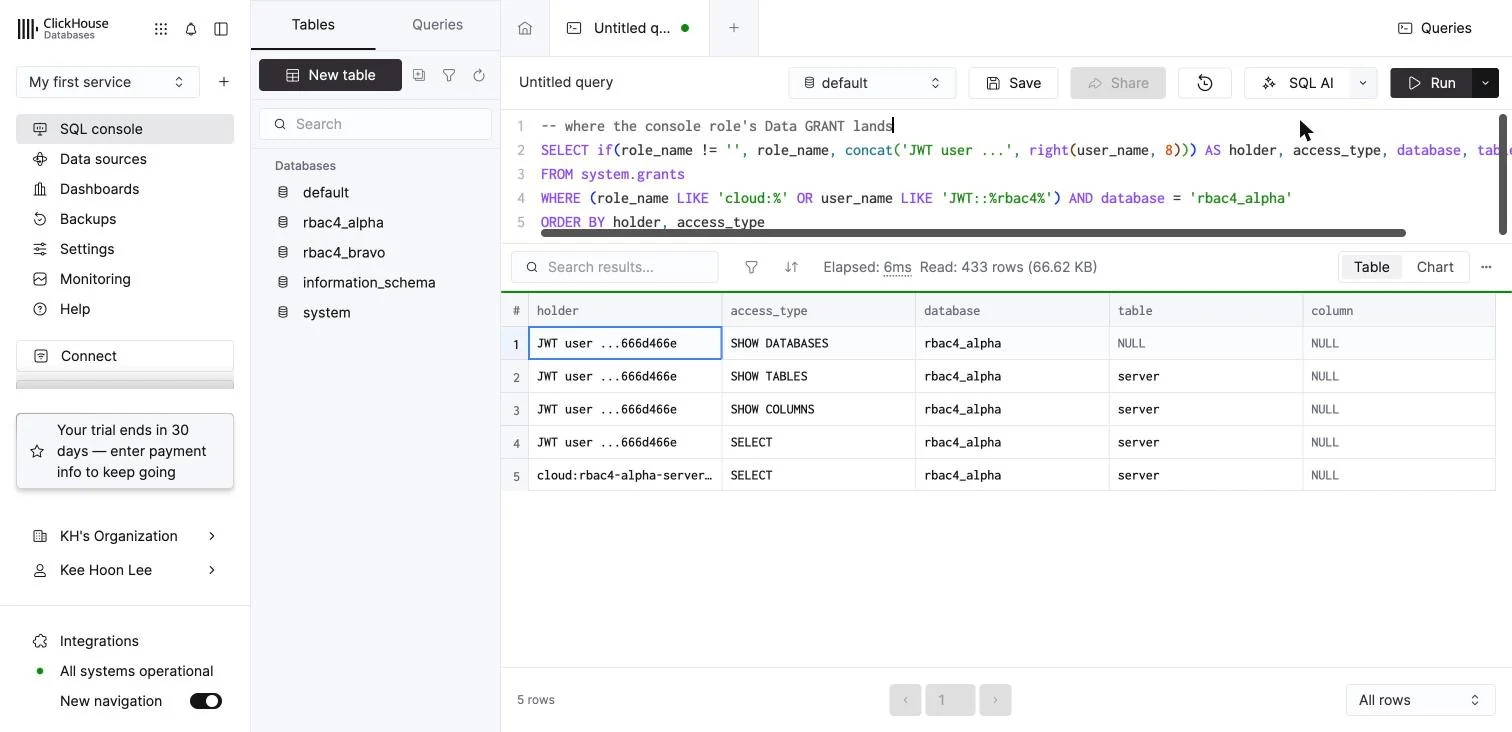 ClickHouse
Databases
My first service
SQL console
Data sources
Dashboards
Backups
Settings
Monitoring
Help
Connect
Your trial ends in 30
days — enter payment
info to keep going
KH's Organization
Kee Hoon Lee
Integrations
All systems operational
New navigation
Tables Queries
New table
Search
Databases
default
rbac4_alpha
rbac4_bravo
information_schema
system
Untitled q... Queries
Untitled query default Save Share SQL AI Run
1 -- where the console role's Data GRANT lands
2 SELECT if(role_name != '', role_name, concat('JWT user ...', right(user_name, 8))) AS holder, access_type, database,
3 FROM system.grants
4 WHERE (role_name LIKE 'cloud:%' OR user_name LIKE 'JWT::%rbac4%') AND database = 'rbac4_alpha'
5 ORDER BY holder, access_type
Search results... Elapsed: 6ms Read: 433 rows (66.62 KB) Table Chart
# holder access_type database table column
1 JWT user ...666d466e SHOW DATABASES rbac4_alpha NULL NULL
2 JWT user ...666d466e SHOW TABLES rbac4_alpha server NULL
3 JWT user ...666d466e SHOW COLUMNS rbac4_alpha server NULL
4 JWT user ...666d466e SELECT rbac4_alpha server NULL
5 cloud:rbac4-alpha-server... SELECT rbac4_alpha server NULL
5 rows 1 All rows